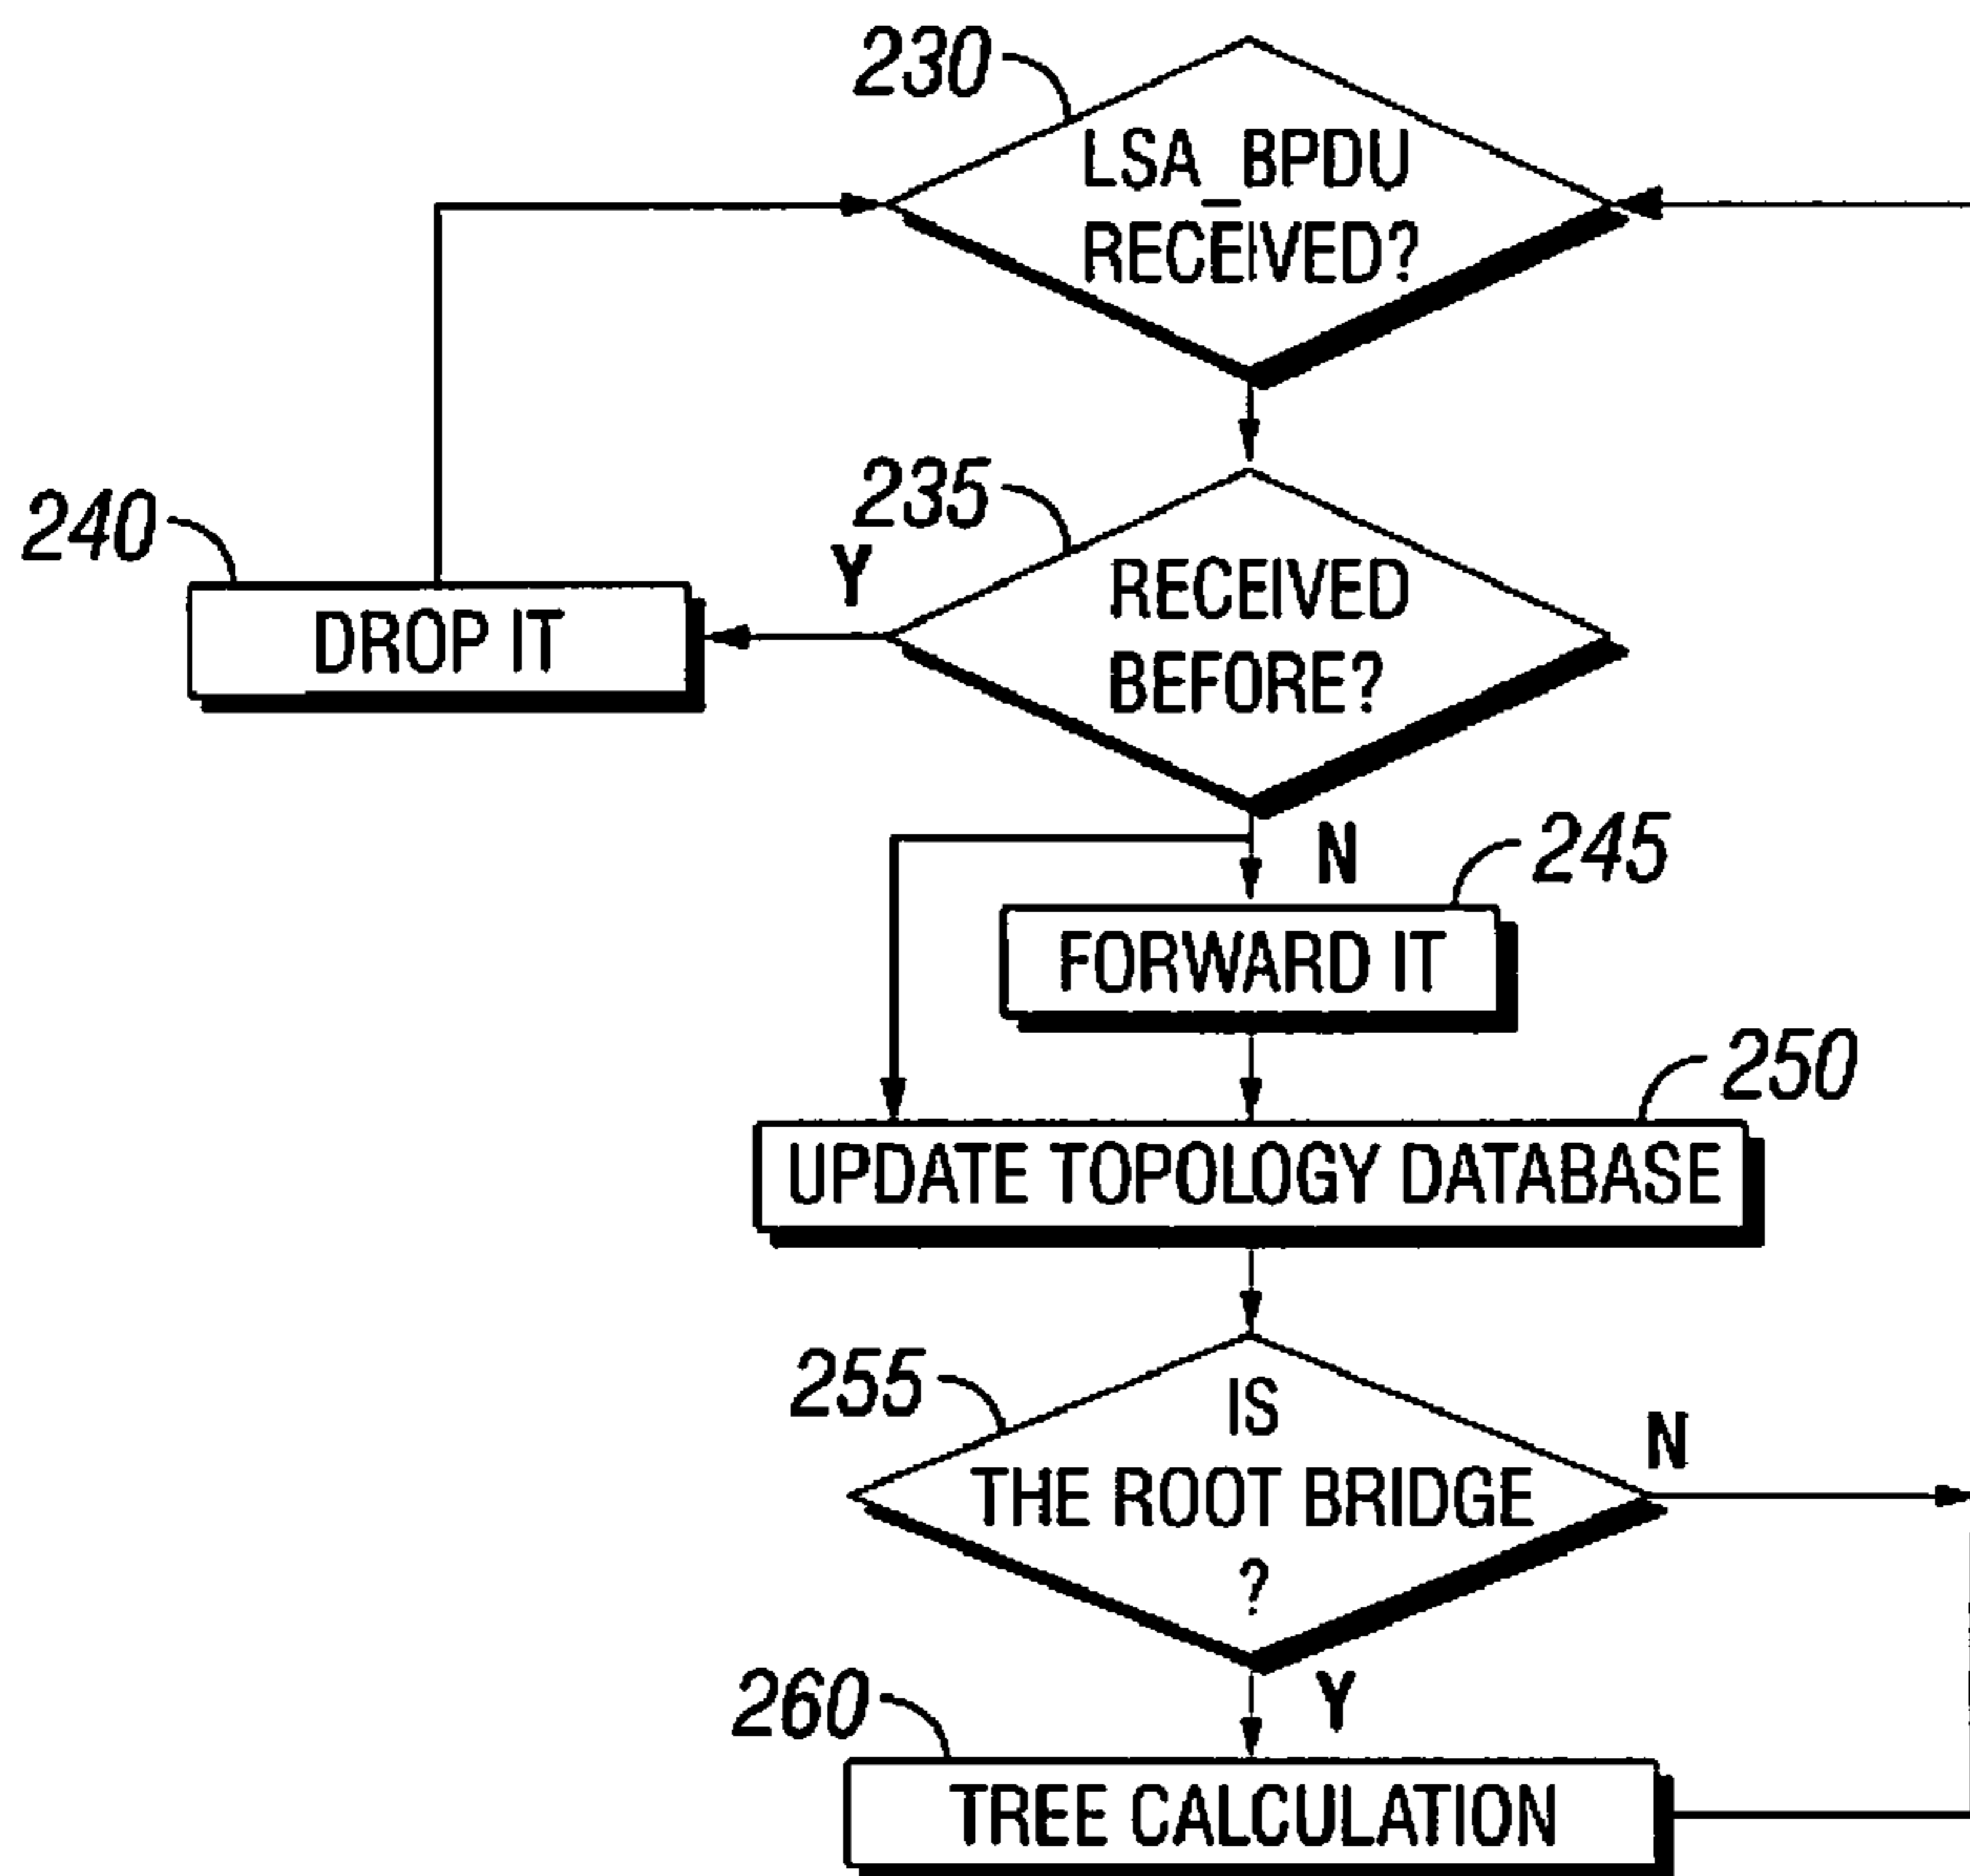 230
LSA_BPDU
RECEIVED?
235
240
Y
RECEIVED
BEFORE?
DROP IT
N
245
FORWARD IT
250
UPDATE TOPOLOGY DATABASE
255
IS
THE ROOT BRIDGE
?
N
Y
260
TREE CALCULATION